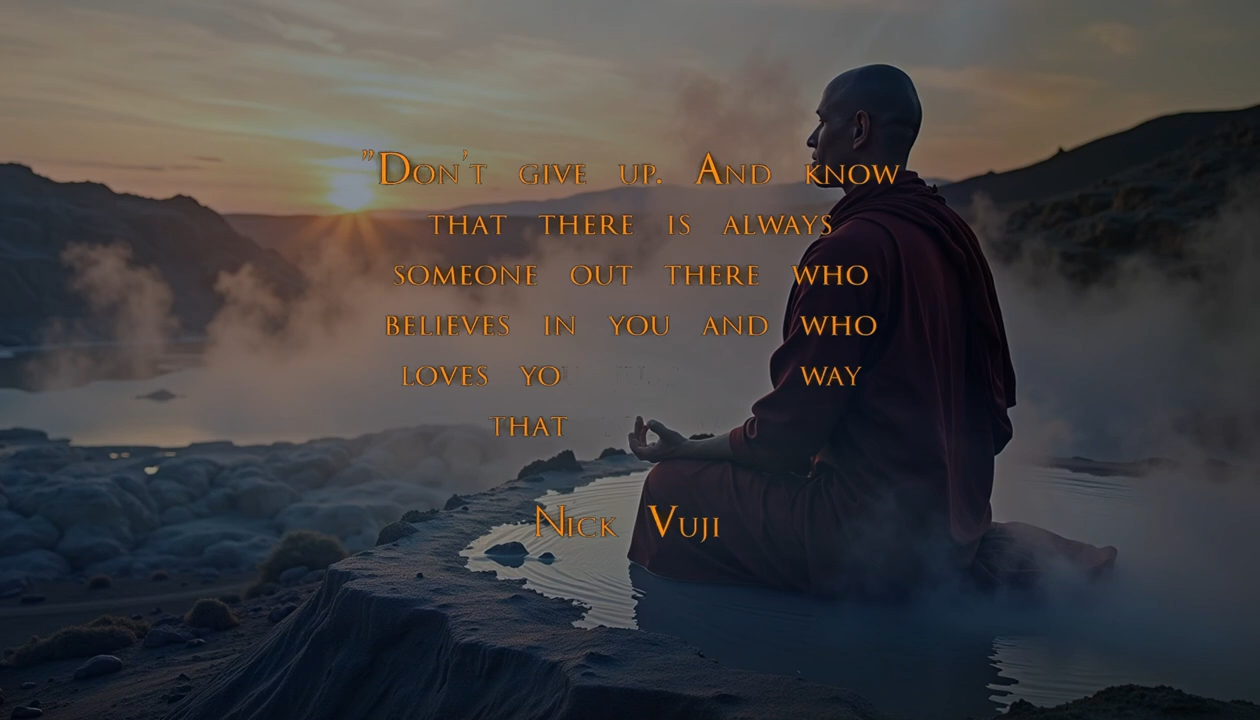 "Don't give up. And know
that there is always
someone out there who
believes in you and who
loves yo way
that
Nick Vuji